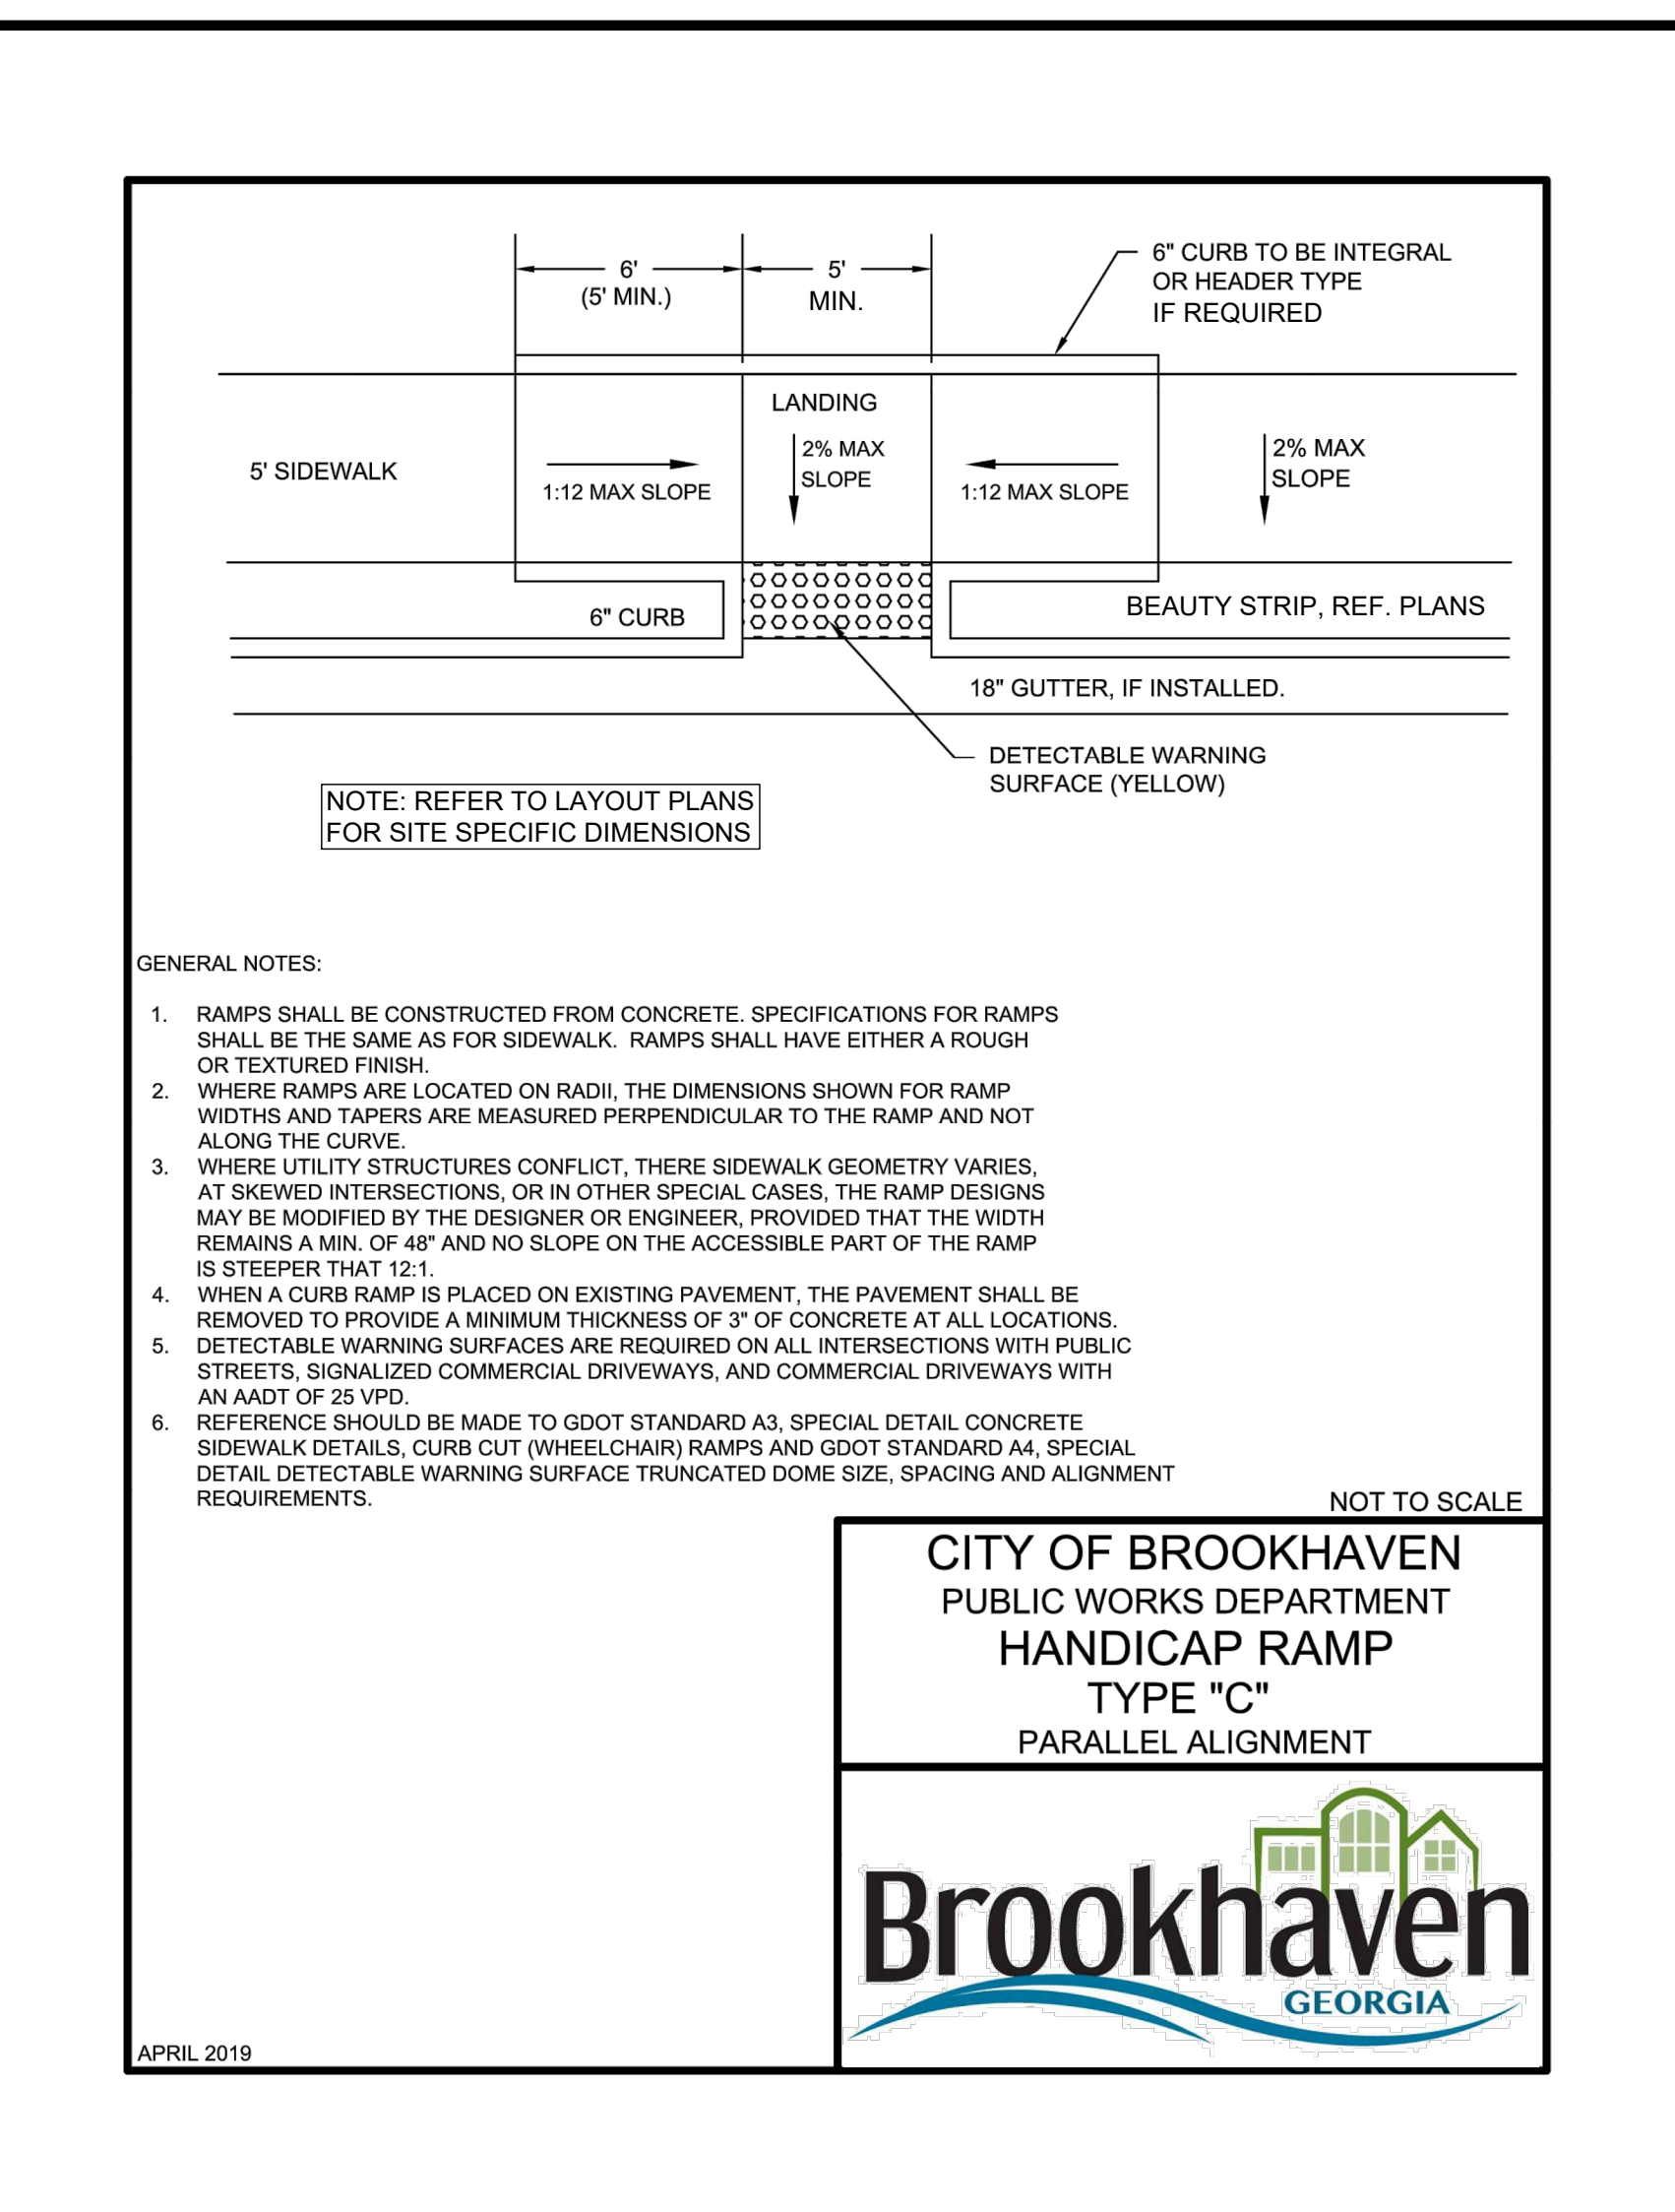 6'
(5' MIN.)
5'
MIN.
6" CURB TO BE INTEGRAL
OR HEADER TYPE
IF REQUIRED
LANDING
5' SIDEWALK
1:12 MAX SLOPE
2% MAX
SLOPE
1:12 MAX SLOPE
2% MAX
SLOPE
6" CURB
BEAUTY STRIP, REF. PLANS
18" GUTTER, IF INSTALLED.
DETECTABLE WARNING
SURFACE (YELLOW)
NOTE: REFER TO LAYOUT PLANS
FOR SITE SPECIFIC DIMENSIONS
GENERAL NOTES:
1. RAMPS SHALL BE CONSTRUCTED FROM CONCRETE. SPECIFICATIONS FOR RAMPS
SHALL BE THE SAME AS FOR SIDEWALK. RAMPS SHALL HAVE EITHER A ROUGH
OR TEXTURED FINISH.
2. WHERE RAMPS ARE LOCATED ON RADII, THE DIMENSIONS SHOWN FOR RAMP
WIDTHS AND TAPERS ARE MEASURED PERPENDICULAR TO THE RAMP AND NOT
ALONG THE CURVE.
3. WHERE UTILITY STRUCTURES CONFLICT, THERE SIDEWALK GEOMETRY VARIES,
AT SKEWED INTERSECTIONS, OR IN OTHER SPECIAL CASES, THE RAMP DESIGNS
MAY BE MODIFIED BY THE DESIGNER OR ENGINEER, PROVIDED THAT THE WIDTH
REMAINS A MIN. OF 48" AND NO SLOPE ON THE ACCESSIBLE PART OF THE RAMP
IS STEEPER THAT 12:1.
4. WHEN A CURB RAMP IS PLACED ON EXISTING PAVEMENT, THE PAVEMENT SHALL BE
REMOVED TO PROVIDE A MINIMUM THICKNESS OF 3" OF CONCRETE AT ALL LOCATIONS.
5. DETECTABLE WARNING SURFACES ARE REQUIRED ON ALL INTERSECTIONS WITH PUBLIC
STREETS, SIGNALIZED COMMERCIAL DRIVEWAYS, AND COMMERCIAL DRIVEWAYS WITH
AN AADT OF 25 VPD.
6. REFERENCE SHOULD BE MADE TO GDOT STANDARD A3, SPECIAL DETAIL CONCRETE
SIDEWALK DETAILS, CURB CUT (WHEELCHAIR) RAMPS AND GDOT STANDARD A4, SPECIAL
DETAIL DETECTABLE WARNING SURFACE TRUNCATED DOME SIZE, SPACING AND ALIGNMENT
REQUIREMENTS.
NOT TO SCALE
CITY OF BROOKHAVEN
PUBLIC WORKS DEPARTMENT
HANDICAP RAMP
TYPE "C"
PARALLEL ALIGNMENT
Brookhaven
GEORGIA
APRIL 2019